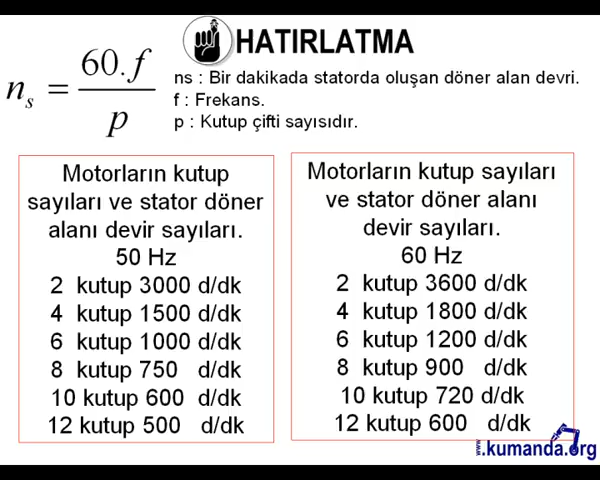 HATIRLATMA
ns = 60.f / p
ns : Bir dakikada statorda oluşan döner alan devri.
f : Frekans.
p : Kutup çifti sayısıdır.
Motorların kutup
sayıları ve stator döner
alanı devir sayıları.
50 Hz
2 kutup 3000 d/dk
4 kutup 1500 d/dk
6 kutup 1000 d/dk
8 kutup 750 d/dk
10 kutup 600 d/dk
12 kutup 500 d/dk
Motorların kutup sayıları
ve stator döner alanı
devir sayıları.
60 Hz
2 kutup 3600 d/dk
4 kutup 1800 d/dk
6 kutup 1200 d/dk
8 kutup 900 d/dk
10 kutup 720 d/dk
12 kutup 600 d/dk
www.kumanda.org